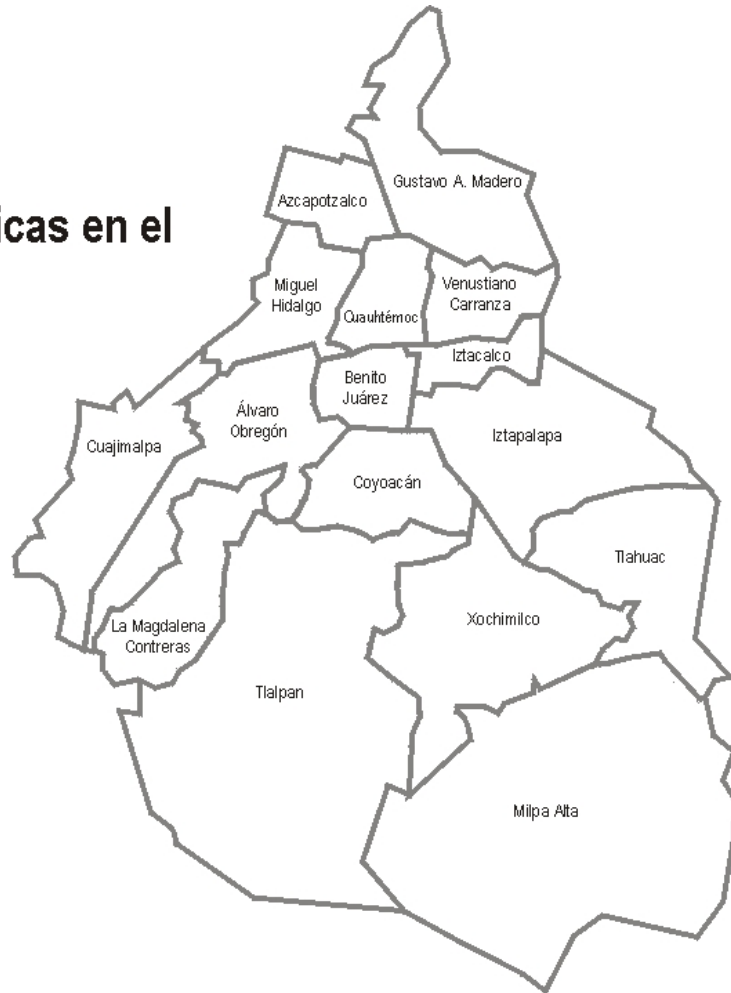 icas en el
Gustavo A. Madero
Azcapotzalco
Miguel
Hidalgo
Cuauhtémoc
Venustiano
Carranza
Iztacalco
Benito
Juárez
Álvaro
Obregón
Cuajimalpa
Iztapalapa
Coyoacán
Tlahuac
La Magdalena
Contreras
Xochimilco
Tlalpan
Milpa Alta